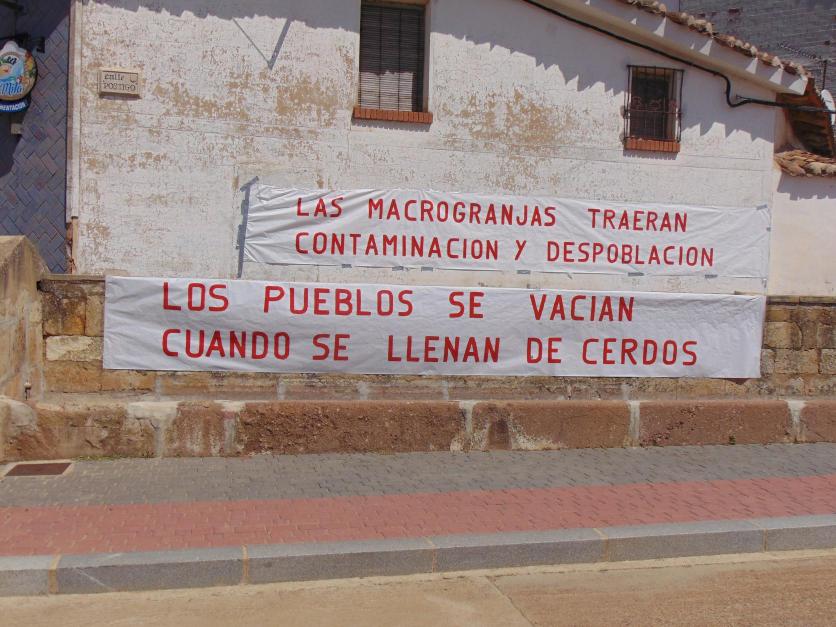 calle
POSTIGO
LAS MACROGRANJAS TRAERAN
CONTAMINACION Y DESPOBLACION
LOS PUEBLOS SE VACIAN
CUANDO SE LLENAN DE CERDOS